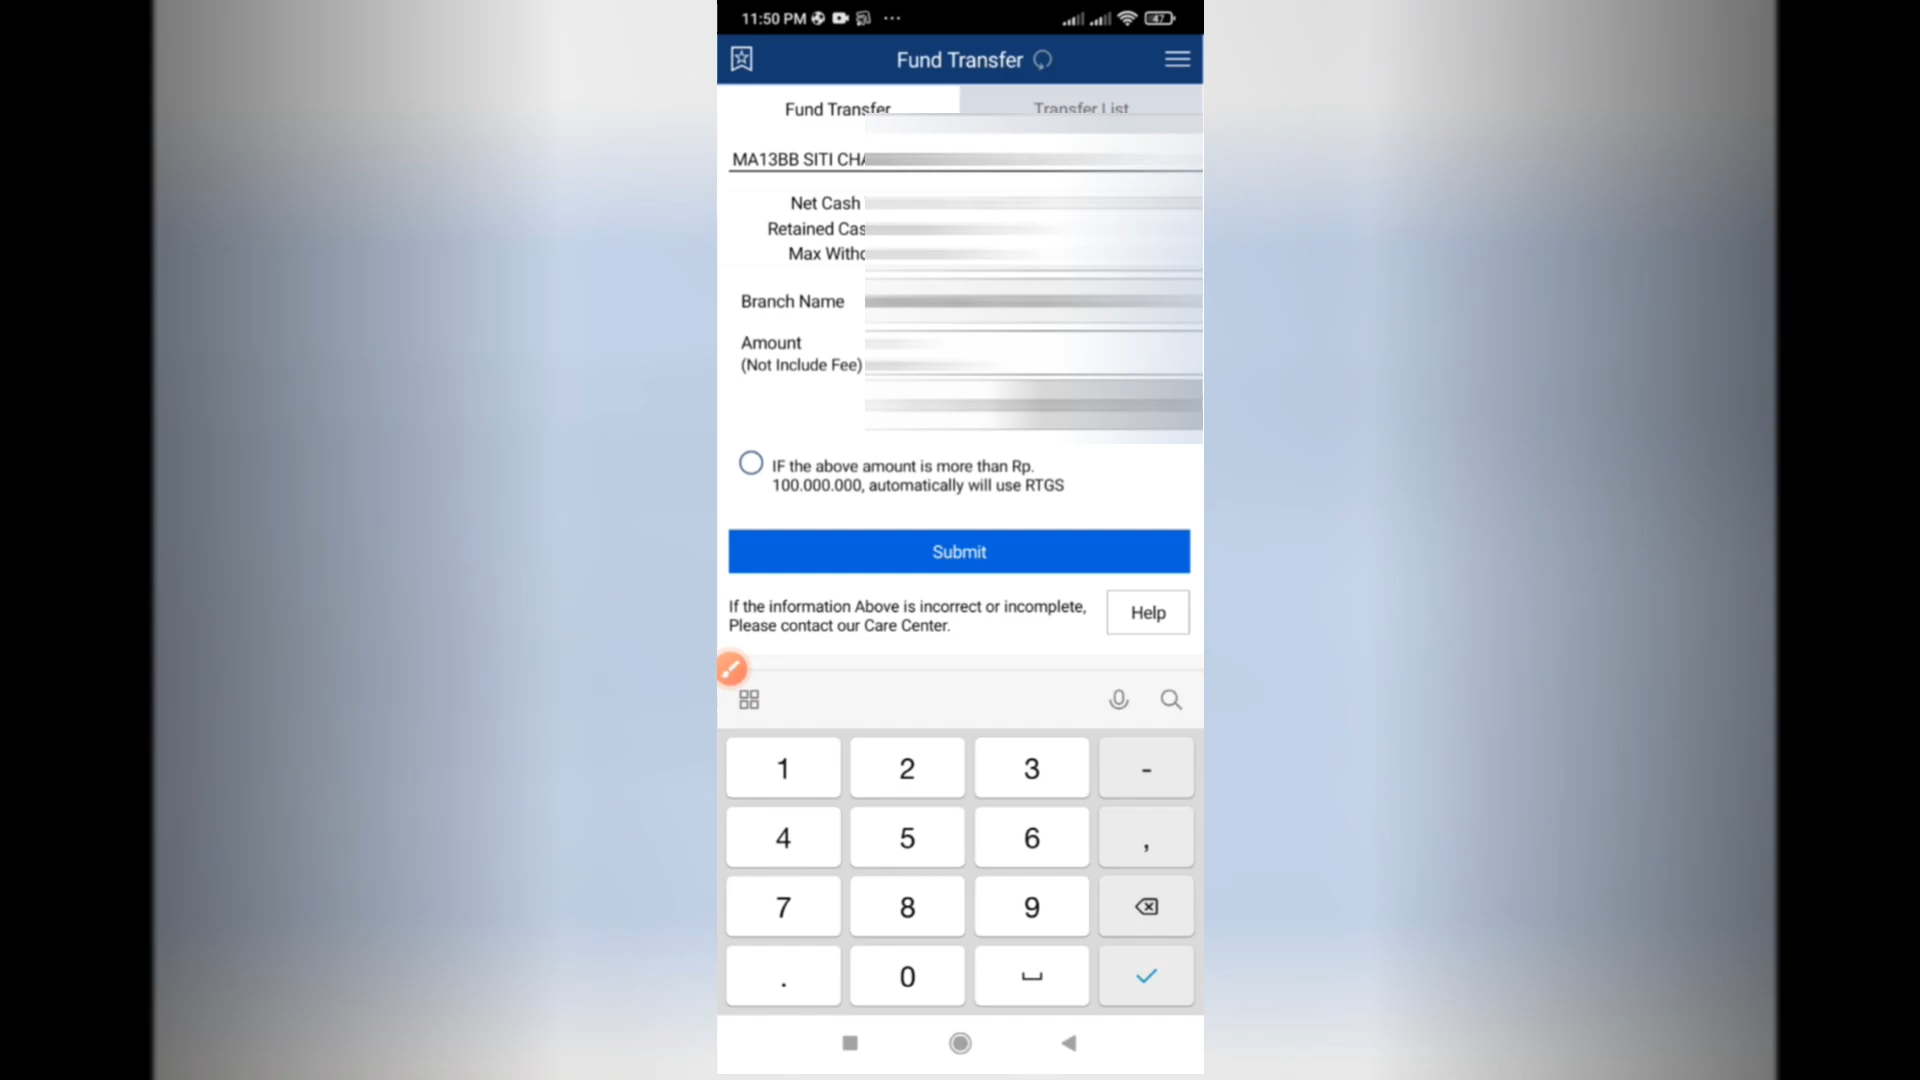 11:50 PM
47
Fund Transfer
Fund Transfer
Transfer List
MA13BB SITI
Net Cash
Retained
Max
Branch Name
Amount
(Not Include Fee)
IF the above amount is more than Rp.
100.000.000, automatically will use RTGS
Submit
If the information Above is incorrect or incomplete,
Please contact our Care Center.
Help
1 2 3 -
4 5 6 ,
7 8 9
. 0